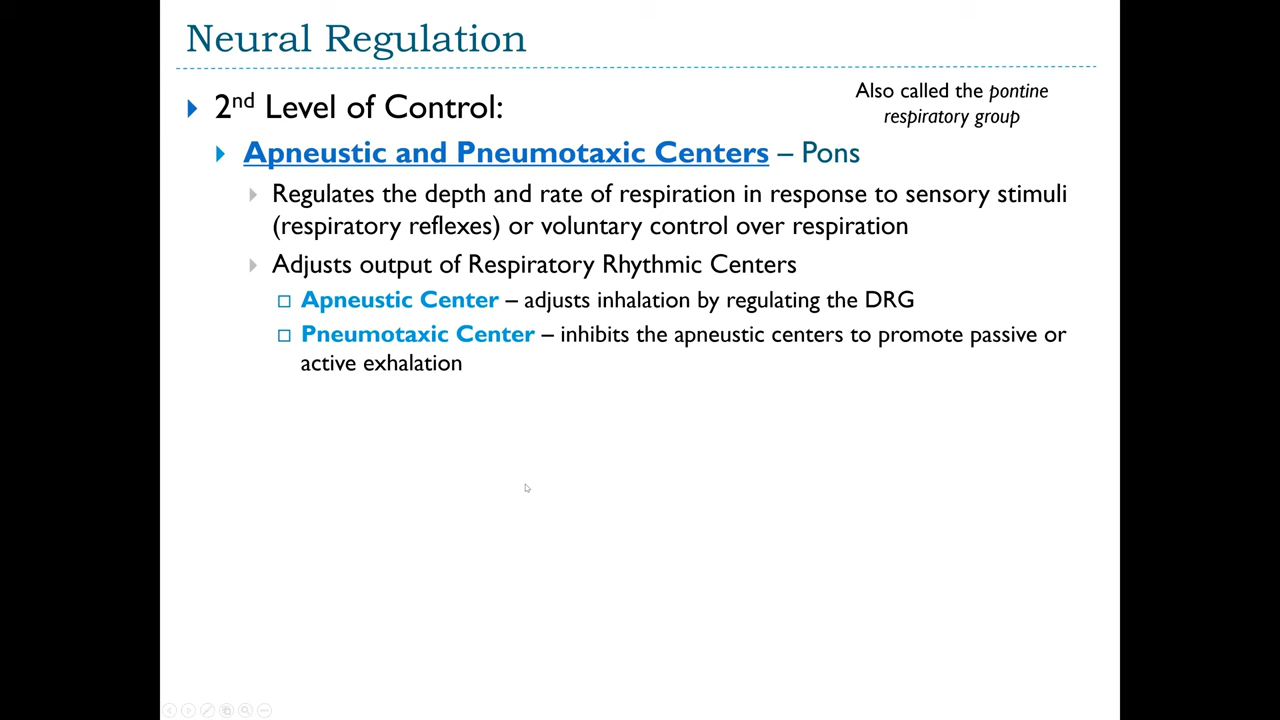 Neural Regulation
Also called the pontine
respiratory group
2nd Level of Control:
Apneustic and Pneumotaxic Centers – Pons
Regulates the depth and rate of respiration in response to sensory stimuli
(respiratory reflexes) or voluntary control over respiration
Adjusts output of Respiratory Rhythmic Centers
Apneustic Center – adjusts inhalation by regulating the DRG
Pneumotaxic Center – inhibits the apneustic centers to promote passive or
active exhalation